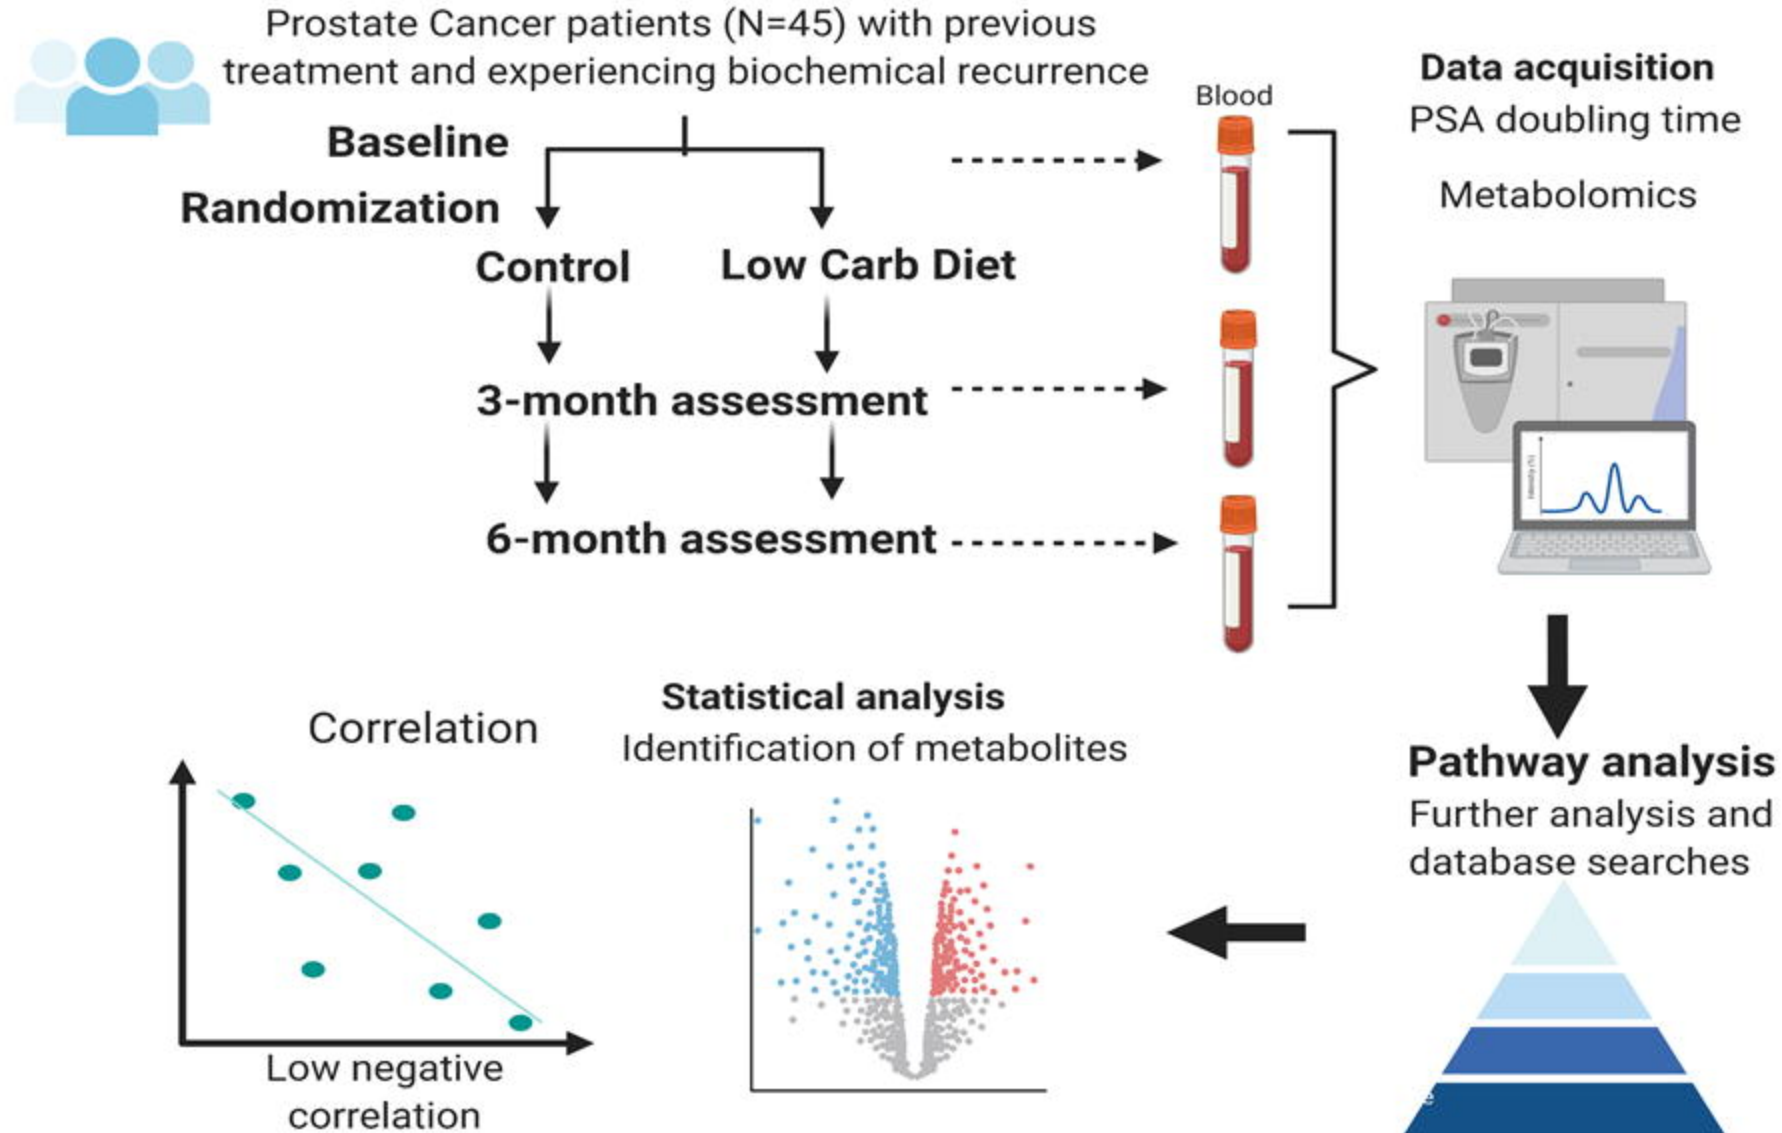 Prostate Cancer patients (N=45) with previous
treatment and experiencing biochemical recurrence
Baseline
Randomization
Control
Low Carb Diet
3-month assessment
6-month assessment
Blood
Data acquisition
PSA doubling time
Metabolomics
Pathway analysis
Further analysis and
database searches
Statistical analysis
Identification of metabolites
Correlation
Low negative
correlation